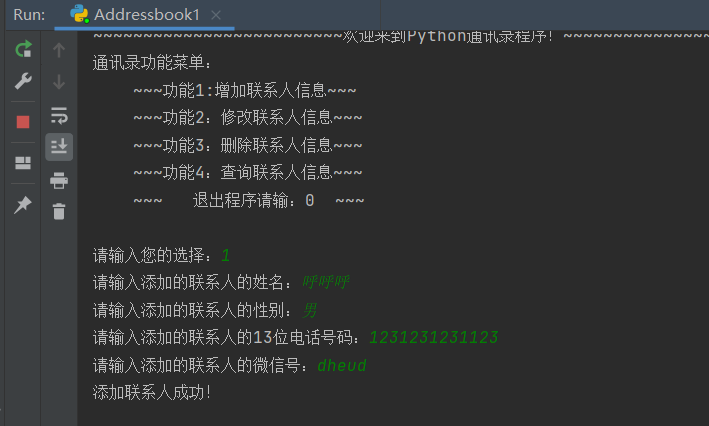 Run: Addressbook1
~~~~~~~~~~~~~~~~~~~~~~~~~欢迎来到Python通讯录程序!~~~~~~~~~~~~~~~
通讯录功能菜单:
~~~功能1:增加联系人信息~~~
~~~功能2: 修改联系人信息~~~
~~~功能3: 删除联系人信息~~~
~~~功能4: 查询联系人信息~~~
~~~   退出程序请输: 0  ~~~
请输入您的选择: 1
请输入添加的联系人的姓名: 呼呼呼
请输入添加的联系人的性别: 男
请输入添加的联系人的13位电话号码: 1231231231123
请输入添加的联系人的微信号: dheud
添加联系人成功!